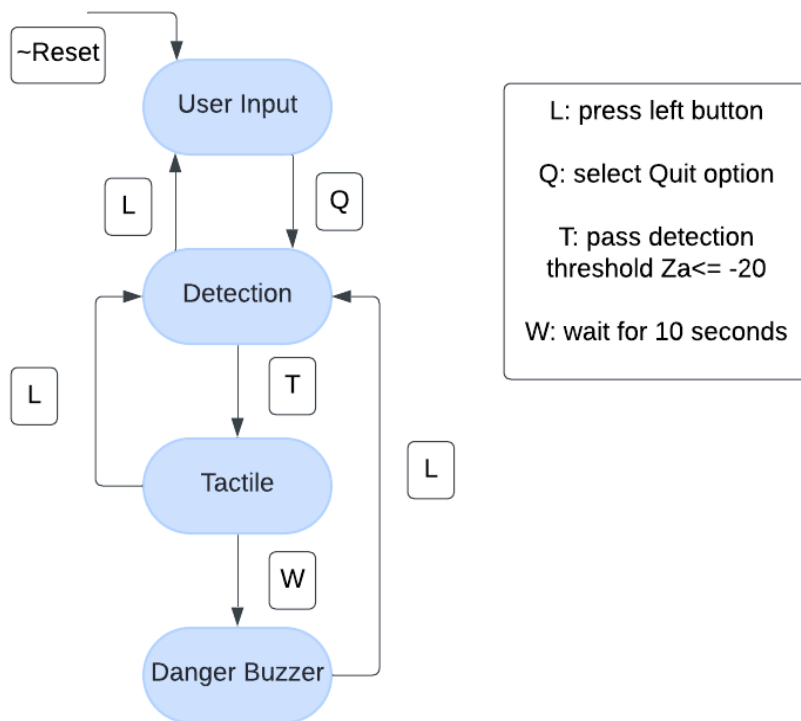 ~Reset
User Input
L
Q
Detection
L
T
Tactile
L
W
Danger Buzzer
L: press left button
Q: select Quit option
T: pass detection
threshold Za<= -20
W: wait for 10 seconds